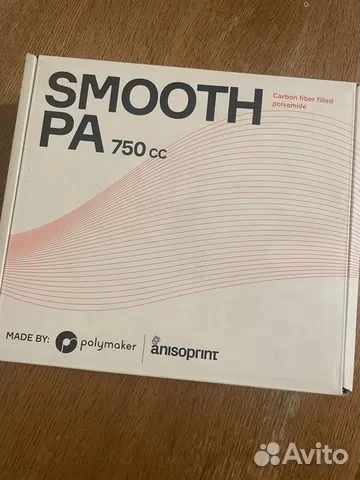 SMOOTH
PA 750 cc
Carbon fiber filled
polyamide
MADE BY: polymaker anisoprint
Avito